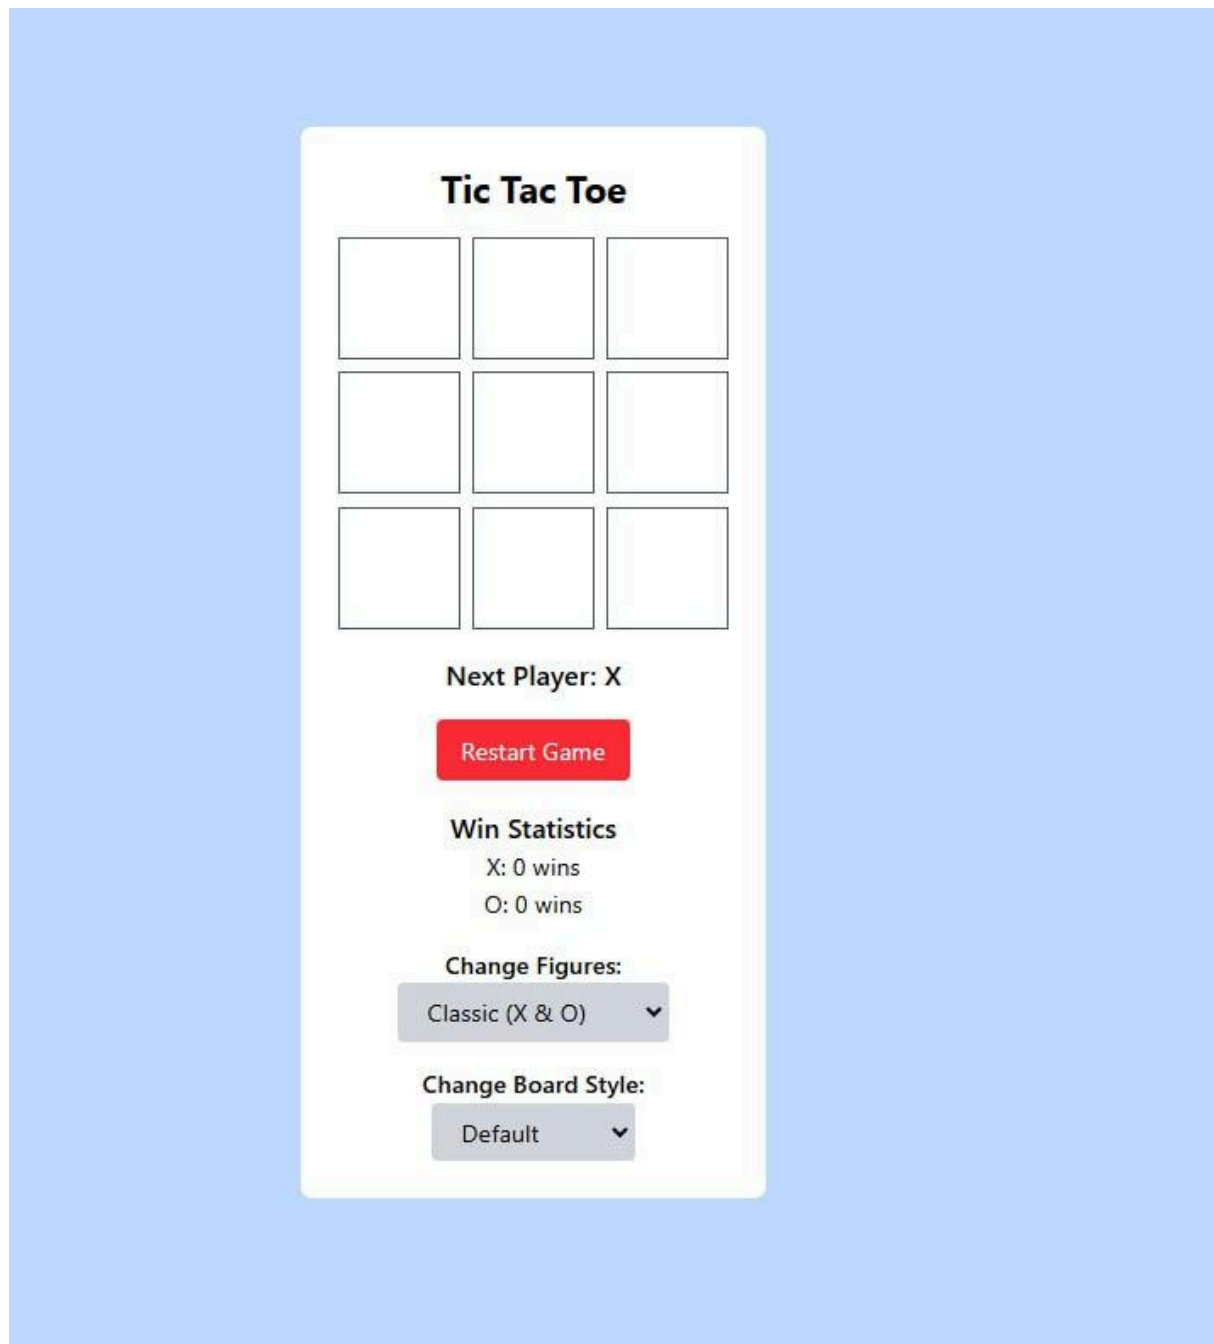 Tic Tac Toe
Next Player: X
Restart Game
Win Statistics
X: 0 wins
O: 0 wins
Change Figures:
Classic (X & O)
Change Board Style:
Default